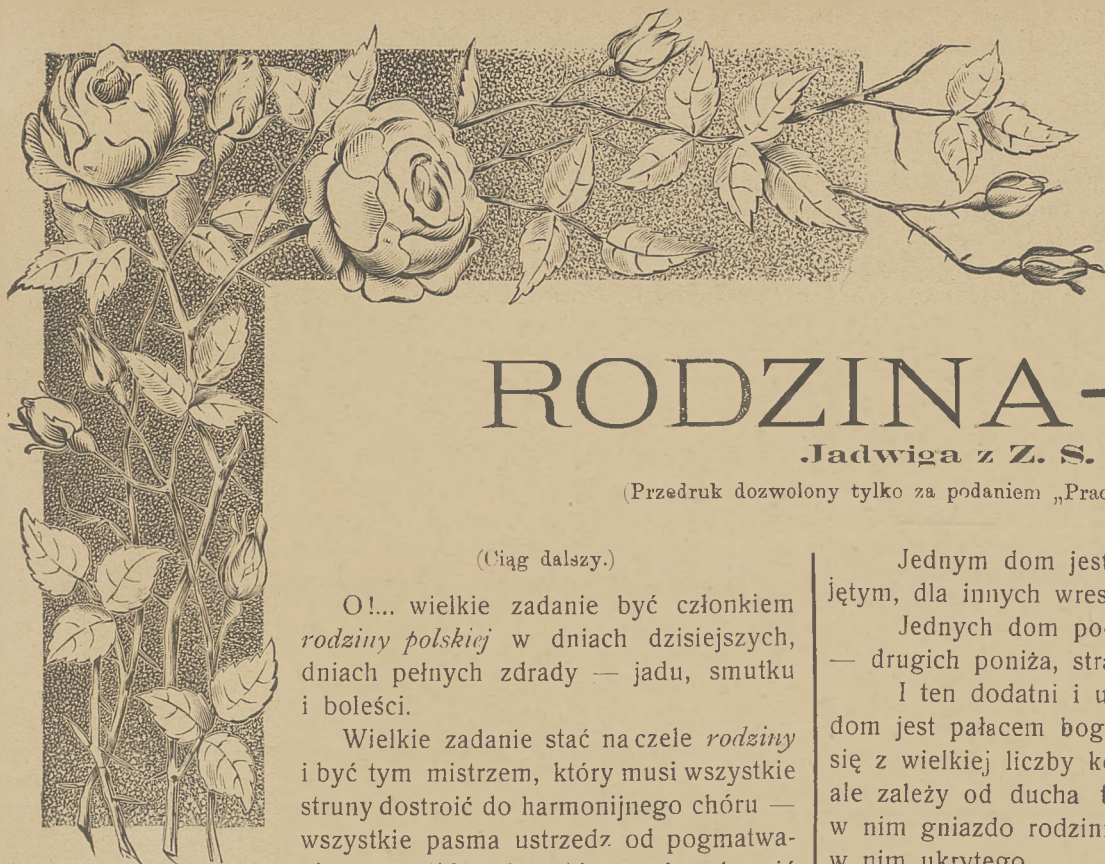 RODZINA-
Jadwiga z Z. S.
(Przedruk dozwolony tylko za podaniem „Prac
(Ciąg dalszy.)
O!... wielkie zadanie być członkiem
rodziny polskiej w dniach dzisiejszych,
dniach pełnych zdrady — jadu, smutku
i boleści.
Wielkie zadanie stać na czele rodziny
i być tym mistrzem, który musi wszystkie
struny dostroić do harmonijnego chóru —
wszystkie pasma ustrzedz od pogmatwa-
Jednym dom jest
jętym, dla innych wres
Jednych dom po-
— drugich poniża, stra
I ten dodatni i u
dom jest pałacem bog
się z wielkiej liczby k
ale zależy od ducha
w nim gniazdo rodzin
w nim ukrytego